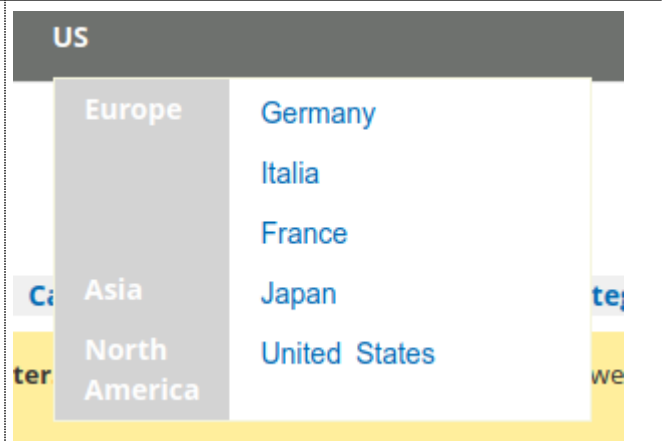 US
Europe Germany
Italia
France
Asia Japan
North America United States